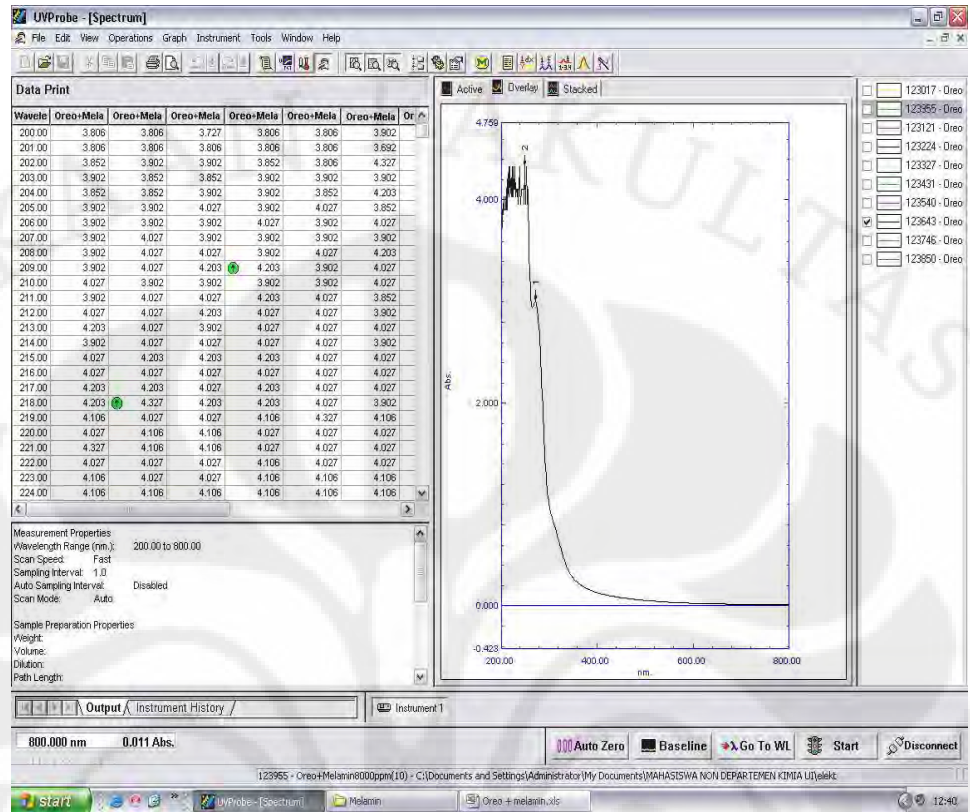 UVProbe - [Spectrum]
File Edit View Operations Graph Instrument Tools Window Help
Data Print
Wavele Oreo+Mela Oreo+Mela Oreo+Mela Oreo+Mela Oreo+Mela Oreo+Mela Or
200.00 3.806 3.806 3.727 3.806 3.806 3.902
201.00 3.806 3.806 3.806 3.806 3.806 3.692
202.00 3.852 3.902 3.902 3.852 3.806 4.327
203.00 3.902 3.852 3.852 3.902 3.902 3.902
204.00 3.852 3.852 3.902 3.902 3.852 4.203
205.00 3.902 3.902 4.027 3.902 4.027 3.852
206.00 3.902 3.902 3.902 4.027 3.902 4.027
207.00 3.902 4.027 3.902 3.902 3.902 3.902
208.00 3.902 4.027 4.027 3.902 4.027 4.203
209.00 3.902 4.027 4.203 4.203 3.902 4.027
210.00 4.027 3.902 3.902 3.902 3.902 4.027
211.00 3.902 4.027 4.027 4.203 4.027 3.852
212.00 4.027 4.027 4.203 4.027 4.027 3.902
213.00 4.203 4.027 3.902 4.027 4.027 4.027
214.00 3.902 4.027 4.027 4.027 4.027 3.902
215.00 4.027 4.203 4.203 4.203 4.027 4.027
216.00 4.027 4.027 4.027 4.027 4.027 4.027
217.00 4.203 4.203 4.027 4.203 4.027 4.027
218.00 4.203 4.327 4.203 4.203 4.027 3.902
219.00 4.106 4.027 4.027 4.106 4.327 4.106
220.00 4.027 4.106 4.106 4.027 4.027 4.027
221.00 4.327 4.106 4.106 4.027 4.027 4.027
222.00 4.027 4.027 4.027 4.106 4.027 4.027
223.00 4.106 4.027 4.027 4.106 4.106 4.106
224.00 4.106 4.106 4.106 4.106 4.106 4.106
Measurement Properties
Wavelength Range (nm.): 200.00 to 800.00
Scan Speed: Fast
Sampling Interval: 1.0
Auto Sampling Interval: Disabled
Scan Mode: Auto
Sample Preparation Properties
Weight:
Volume:
Dilution:
Path Length:
Active Overlay Stacked
4.759
4.000
2.000
0.000
-0.423
Abs.
2
1
200.00 400.00 600.00 800.00
nm.
123017 - Oreo
123955 - Oreo
123121 - Oreo
123224 - Oreo
123327 - Oreo
123431 - Oreo
123540 - Oreo
123643 - Oreo
123746 - Oreo
123850 - Oreo
Output Instrument History
Instrument 1
800.000 nm 0.011 Abs.
Auto Zero Baseline Go To WL Start Disconnect
123955 - Oreo+Melamin8000ppm(10) - C:\Documents and Settings\Administrator\My Documents\MAHASISWA NON DEPARTEMEN KIMIA UI\elekt
start
UVProbe - [Spectrum]
Melamin
Oreo + melamin.xls
12:40